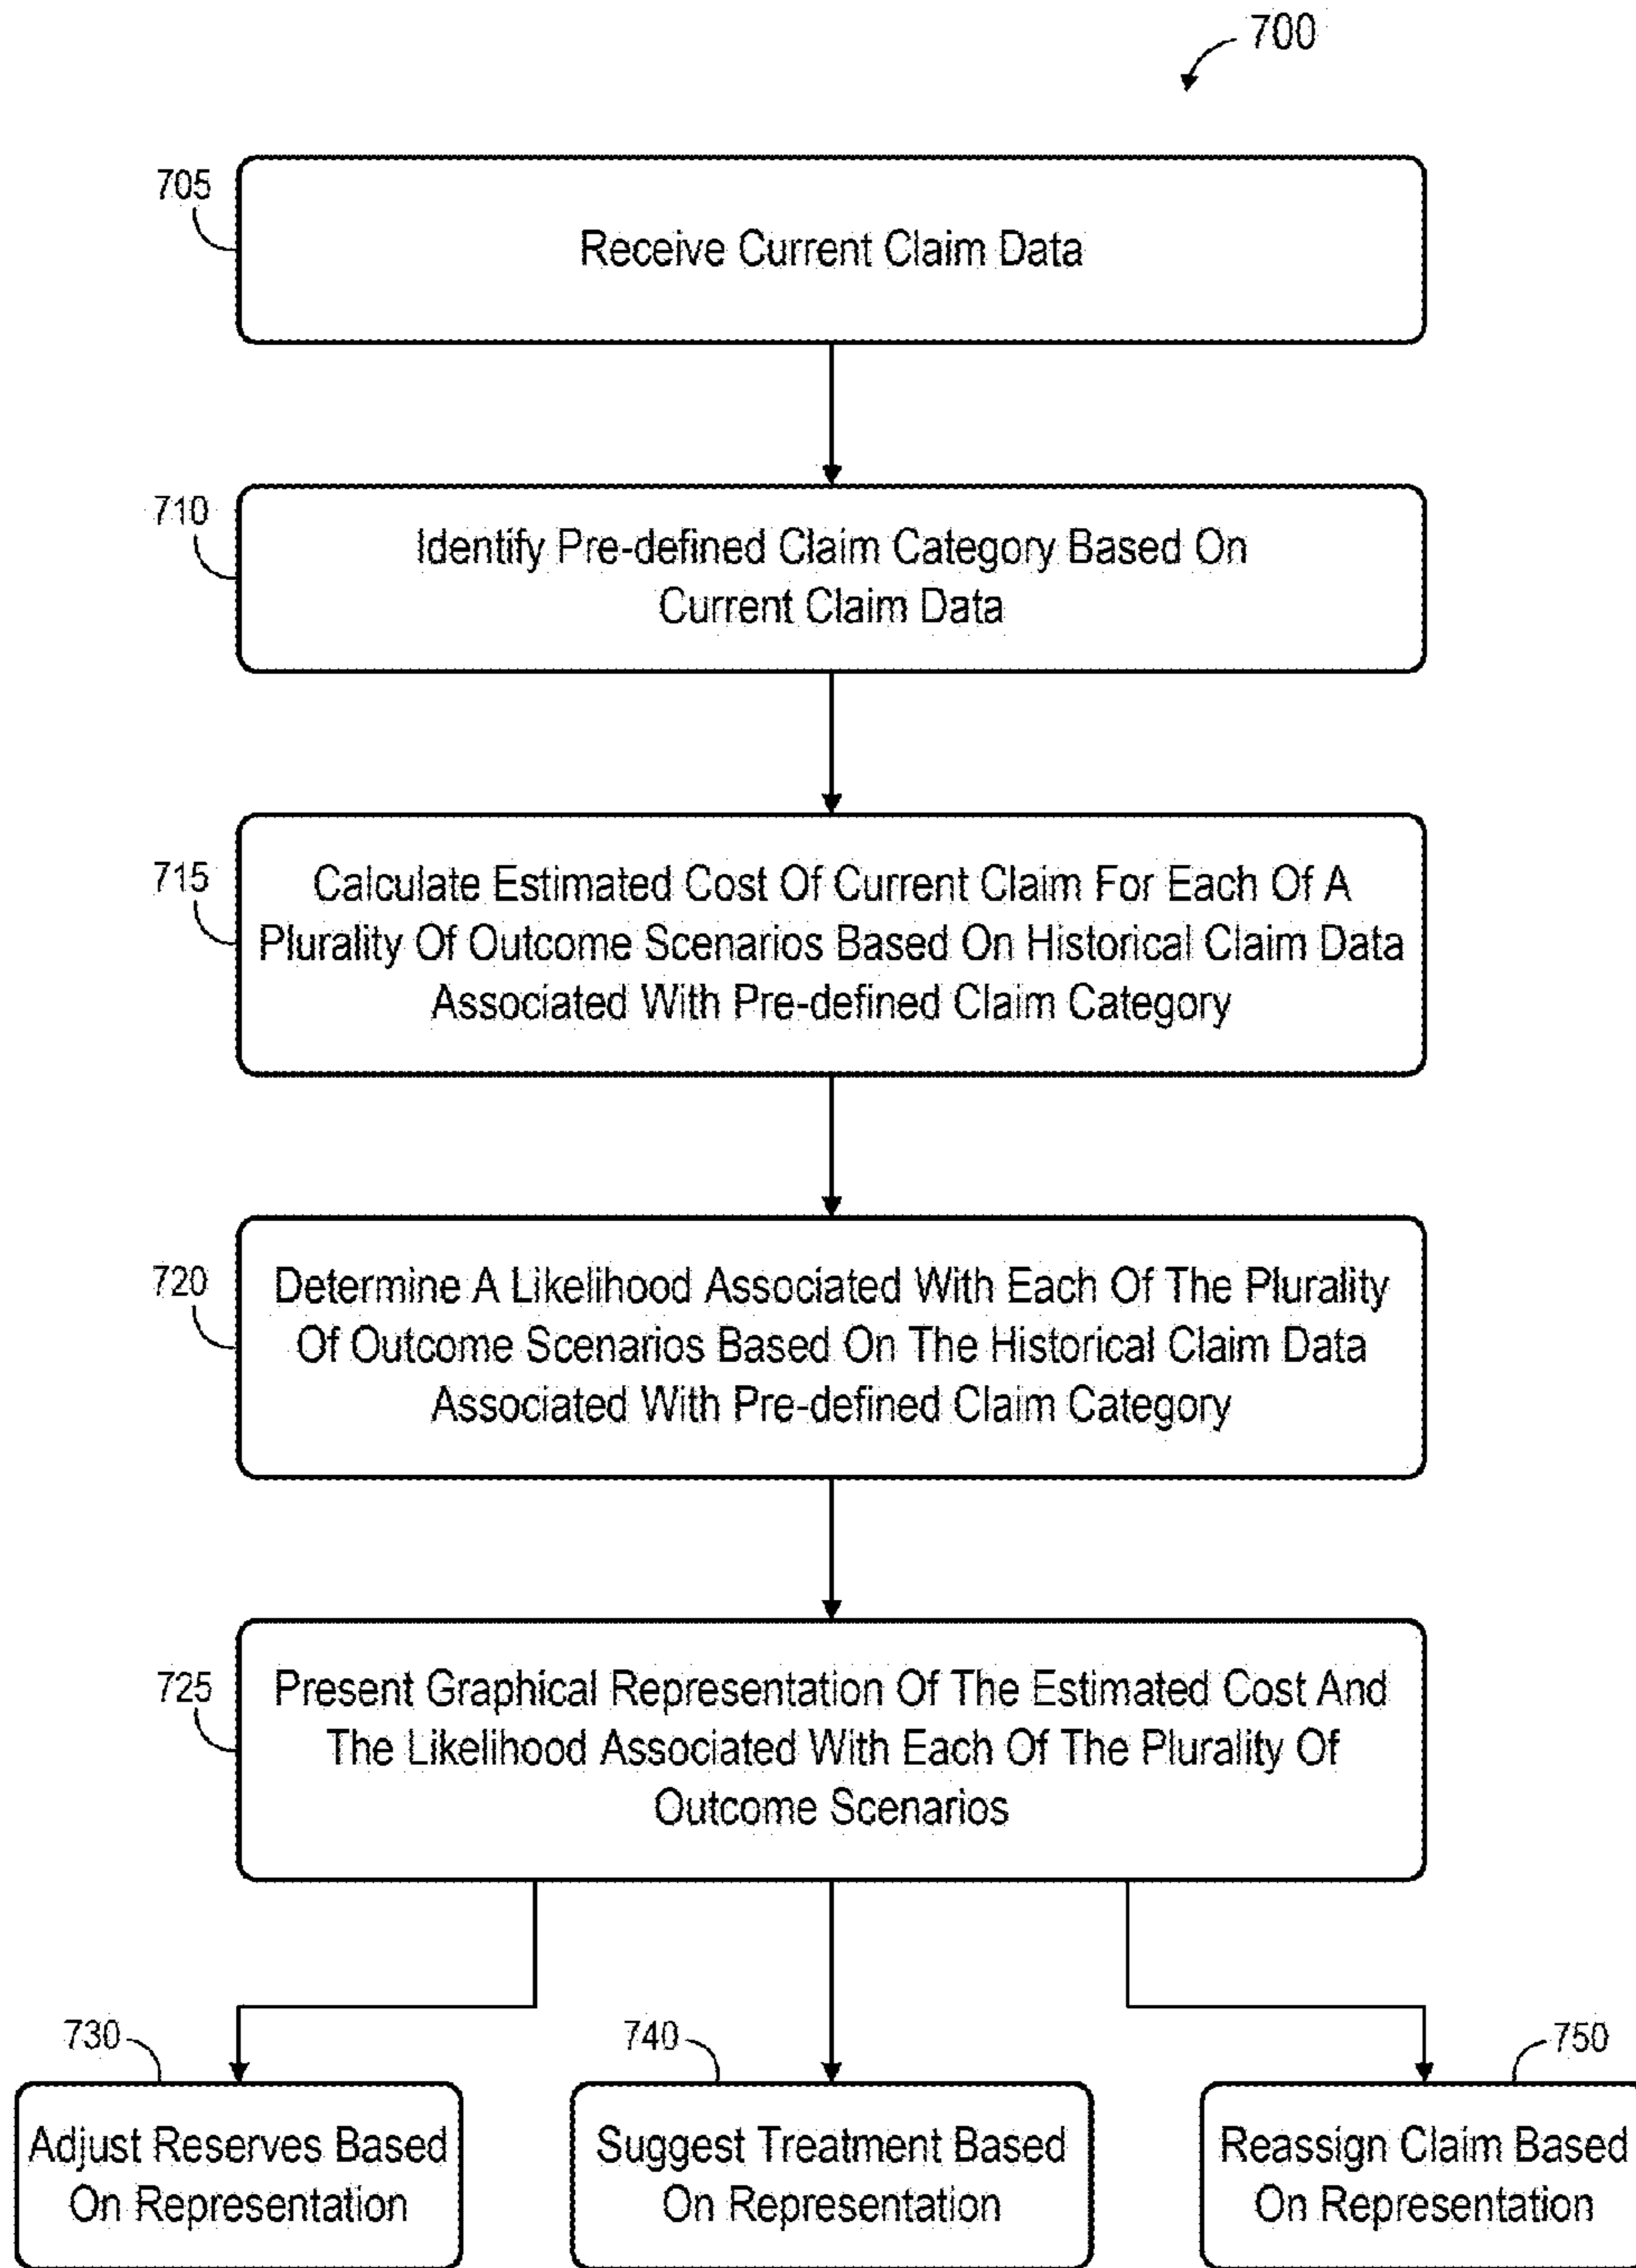 700
705
Receive Current Claim Data
710
Identify Pre-defined Claim Category Based On
Current Claim Data
715
Calculate Estimated Cost Of Current Claim For Each Of A
Plurality Of Outcome Scenarios Based On Historical Claim Data
Associated With Pre-defined Claim Category
720
Determine A Likelihood Associated With Each Of The Plurality
Of Outcome Scenarios Based On The Historical Claim Data
Associated With Pre-defined Claim Category
725
Present Graphical Representation Of The Estimated Cost And
The Likelihood Associated With Each Of The Plurality Of
Outcome Scenarios
730
Adjust Reserves Based
On Representation
740
Suggest Treatment Based
On Representation
750
Reassign Claim Based
On Representation